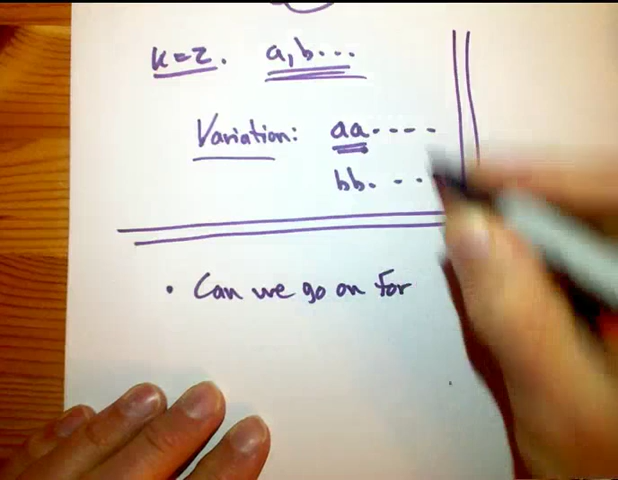 k=2. a,b...
Variation: aa....
bb. ...
• Can we go on for